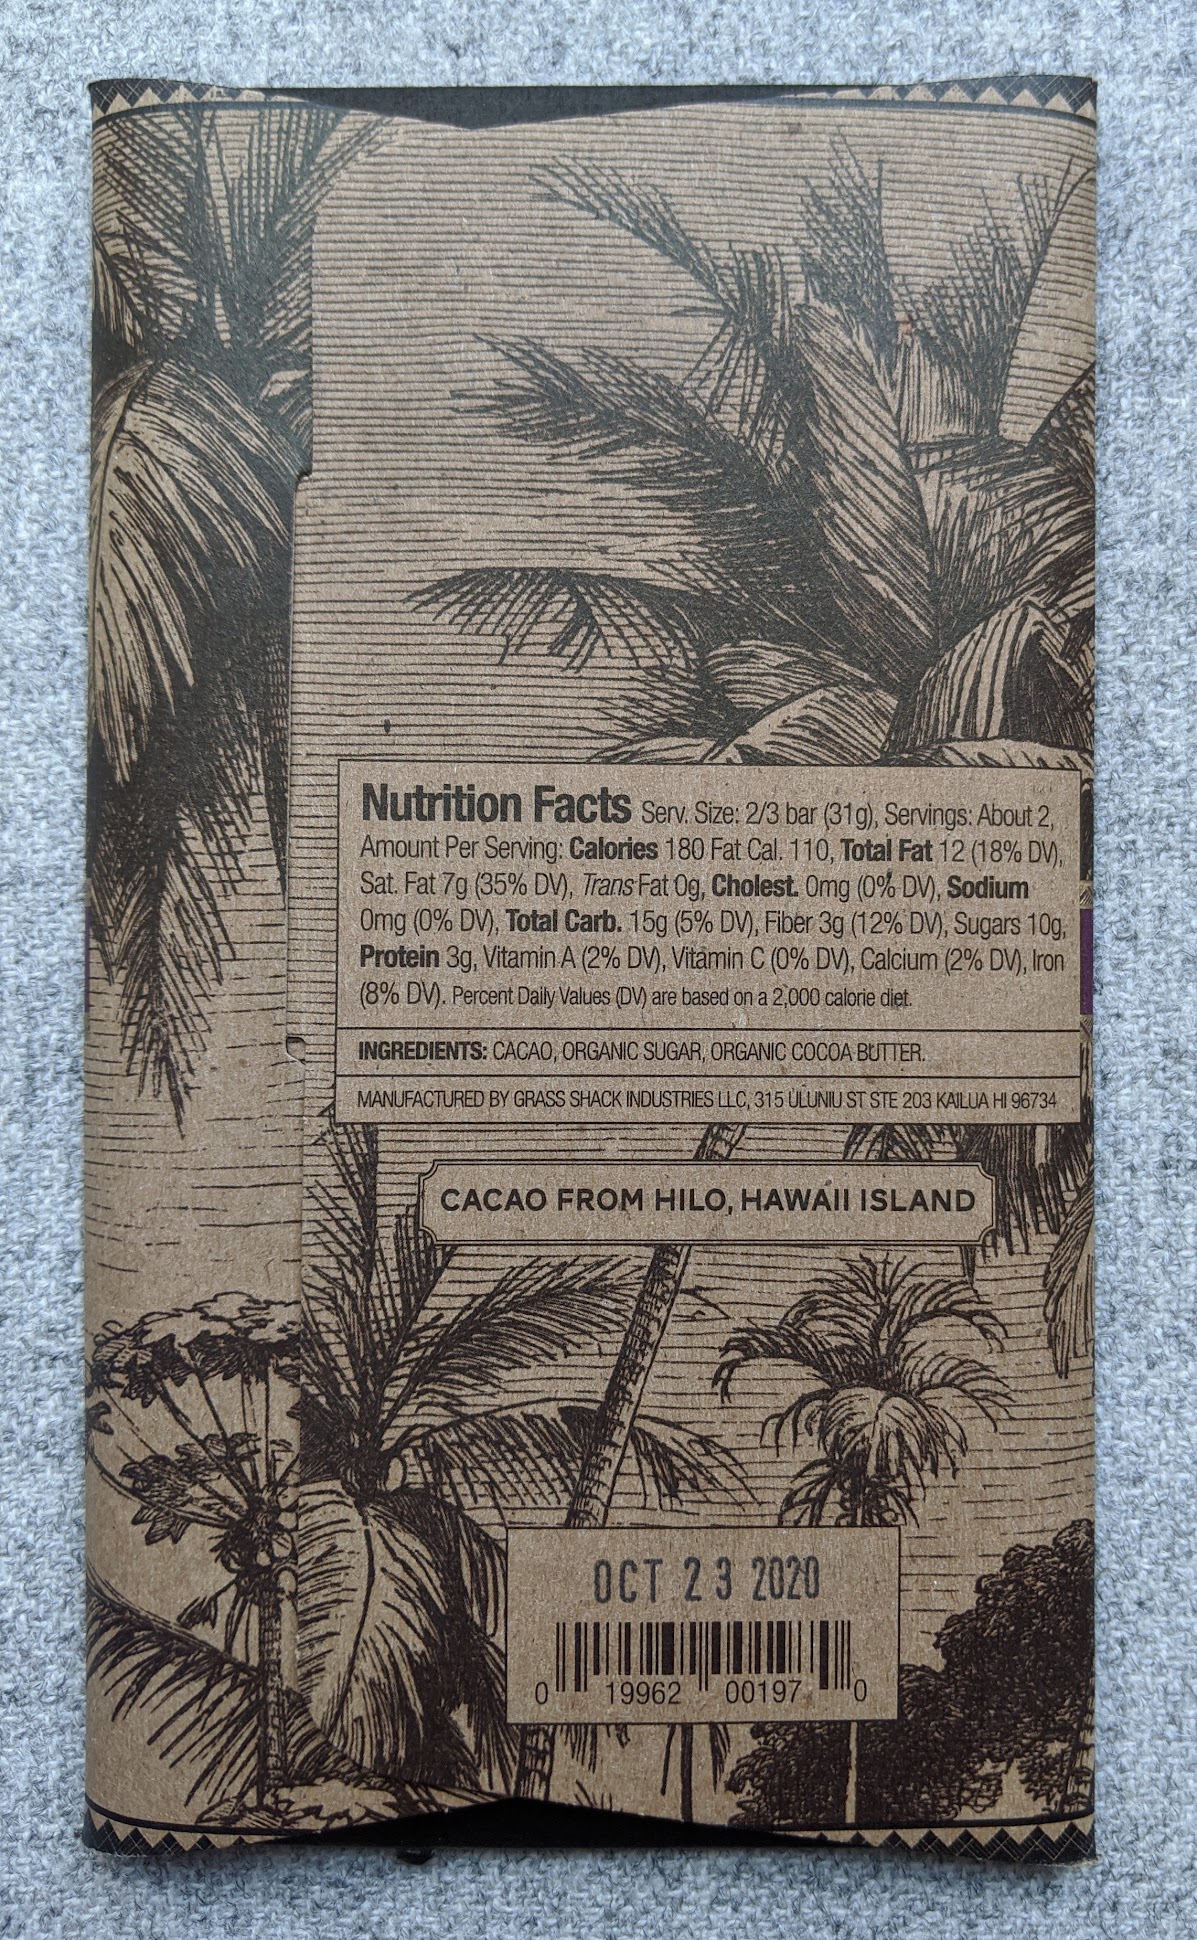 Nutrition Facts Serv. Size: 2/3 bar (31g), Servings: About 2,
Amount Per Serving: Calories 180 Fat Cal. 110, Total Fat 12 (18% DV),
Sat. Fat 7g (35% DV), Trans Fat 0g, Cholest. 0mg (0% DV), Sodium
0mg (0% DV), Total Carb. 15g (5% DV), Fiber 3g (12% DV), Sugars 10g,
Protein 3g, Vitamin A (2% DV), Vitamin C (0% DV), Calcium (2% DV), Iron
(8% DV). Percent Daily Values (DV) are based on a 2,000 calorie diet.
INGREDIENTS: CACAO, ORGANIC SUGAR, ORGANIC COCOA BUTTER.
MANUFACTURED BY GRASS SHACK INDUSTRIES LLC, 315 ULUNIU ST STE 203 KAILUA HI 96734
CACAO FROM HILO, HAWAII ISLAND
OCT 23 2020
0 19962 00197 0